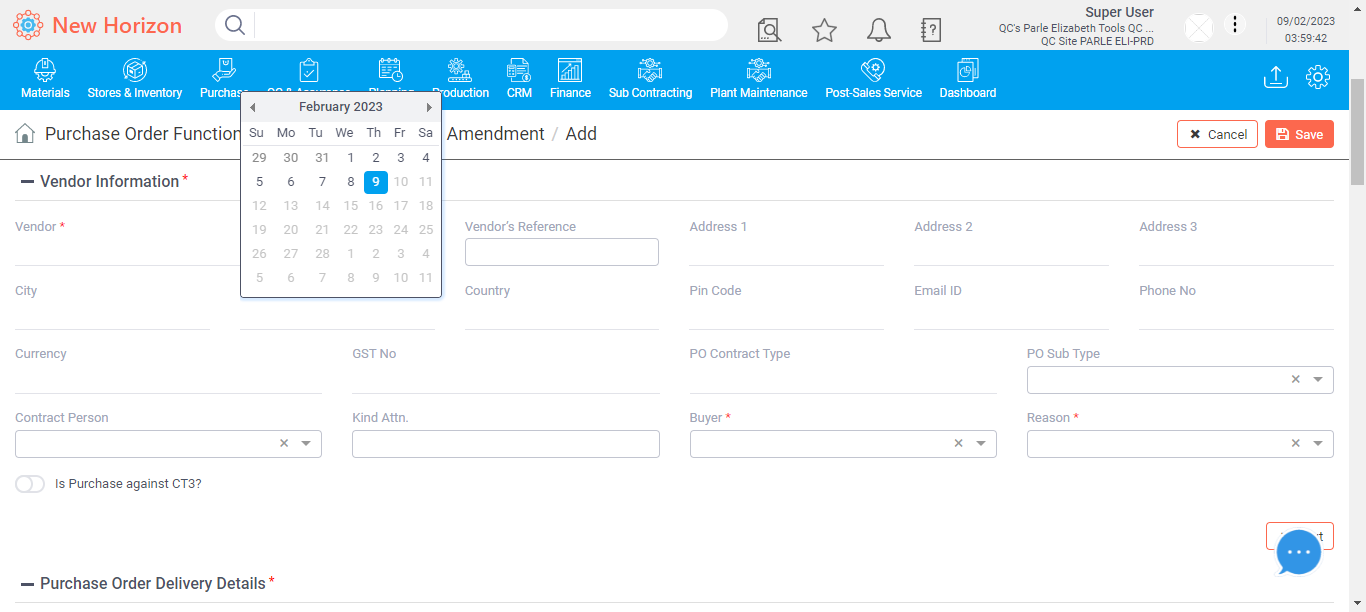 New Horizon
Super User
QC's Parle Elizabeth Tools QC ...
QC Site PARLE ELI-PRD
09/02/2023
03:59:42
Materials
Stores & Inventory
Purchase
Production
CRM
Finance
Sub Contracting
Plant Maintenance
Post-Sales Service
Dashboard
February 2023
Su Mo Tu We Th Fr Sa
29 30 31 1 2 3 4
5 6 7 8 9 10 11
12 13 14 15 16 17 18
19 20 21 22 23 24 25
26 27 28 1 2 3 4
5 6 7 8 9 10 11
Purchase Order Function Amendment / Add
Cancel
Save
Vendor Information *
Vendor *
Vendor's Reference
Address 1
Address 2
Address 3
City
Country
Pin Code
Email ID
Phone No
Currency
GST No
PO Contract Type
PO Sub Type
Contract Person
Kind Attn.
Buyer *
Reason *
Is Purchase against CT3?
Purchase Order Delivery Details *